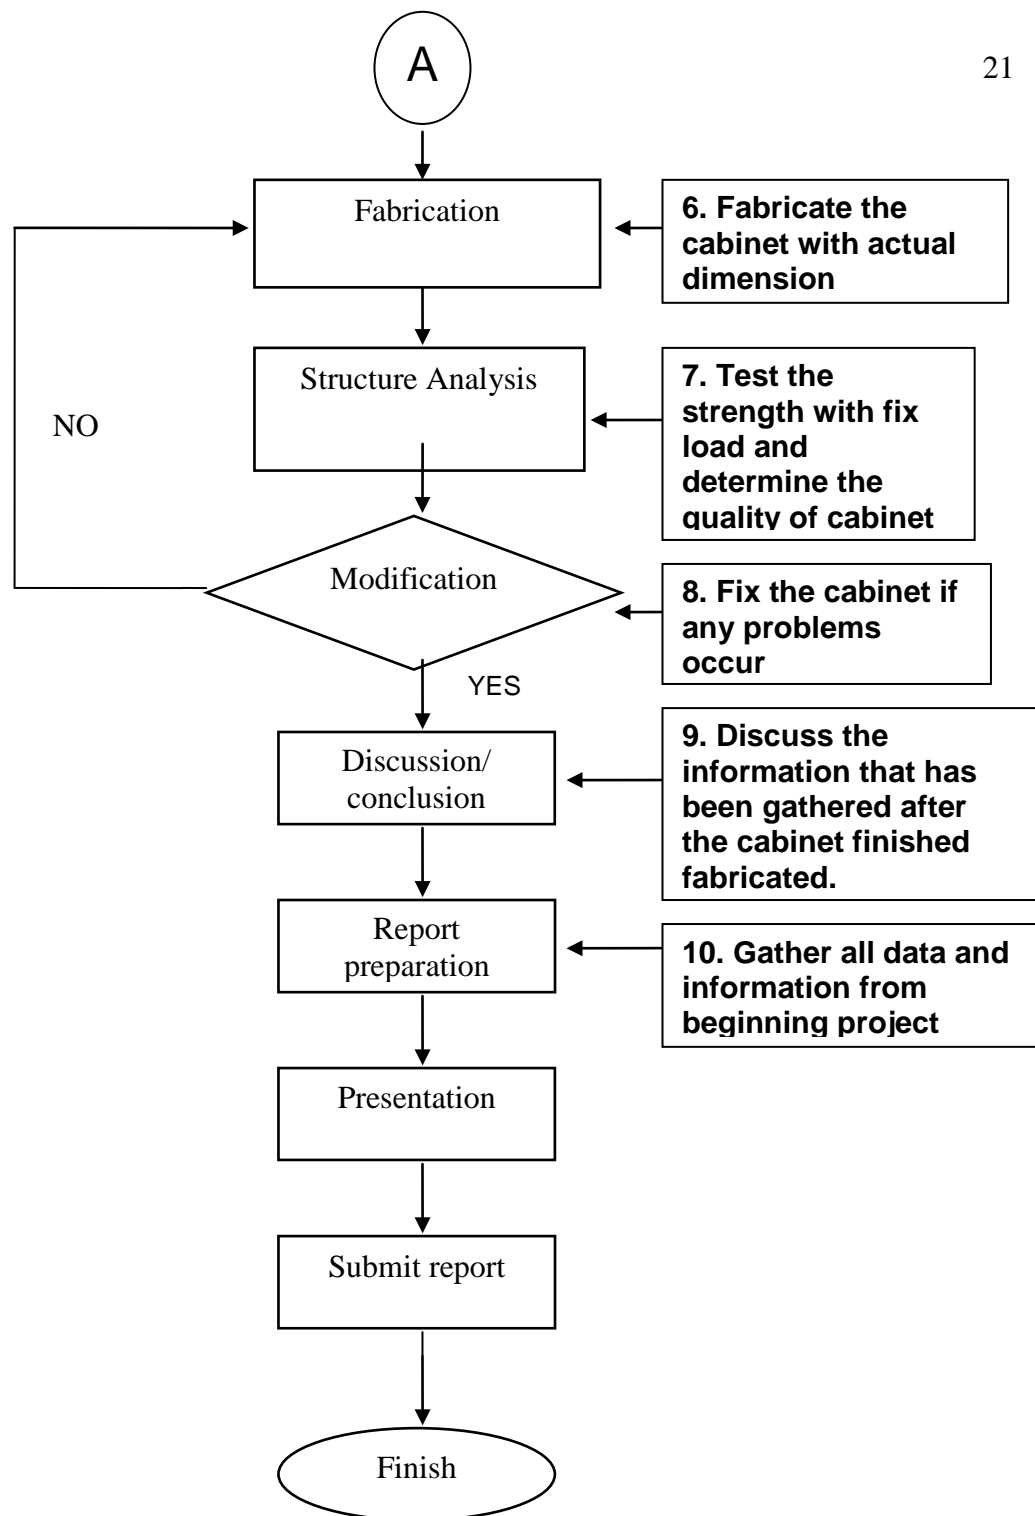 21
A
Fabrication
6. Fabricate the
cabinet with actual
dimension
Structure Analysis
7. Test the
strength with fix
load and
determine the
quality of cabinet
NO
Modification
8. Fix the cabinet if
any problems
occur
YES
Discussion/
conclusion
9. Discuss the
information that has
been gathered after
the cabinet finished
fabricated.
Report
preparation
10. Gather all data and
information from
beginning project
Presentation
Submit report
Finish